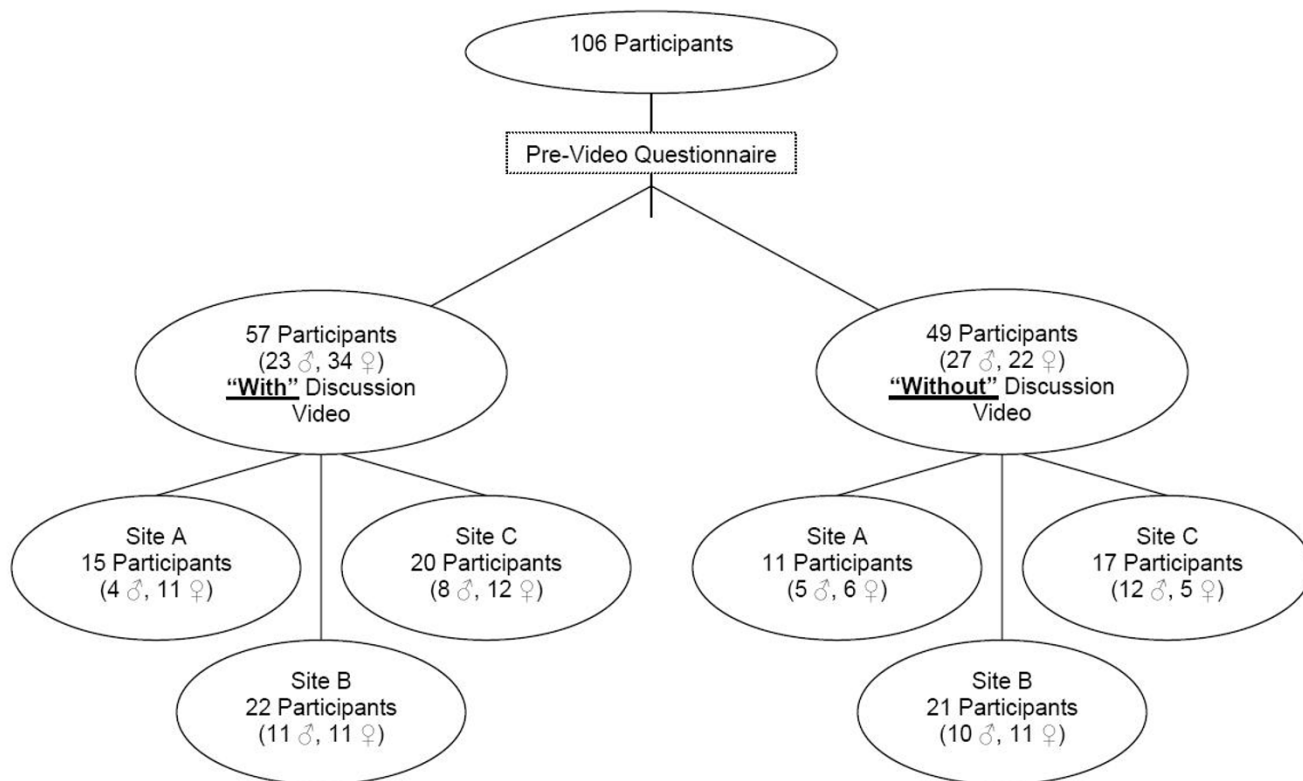 106 Participants
Pre-Video Questionnaire
57 Participants
(23 ♂, 34 ♀)
“With” Discussion
Video
49 Participants
(27 ♂, 22 ♀)
“Without” Discussion
Video
Site A
15 Participants
(4 ♂, 11 ♀)
Site C
20 Participants
(8 ♂, 12 ♀)
Site B
22 Participants
(11 ♂, 11 ♀)
Site A
11 Participants
(5 ♂, 6 ♀)
Site C
17 Participants
(12 ♂, 5 ♀)
Site B
21 Participants
(10 ♂, 11 ♀)